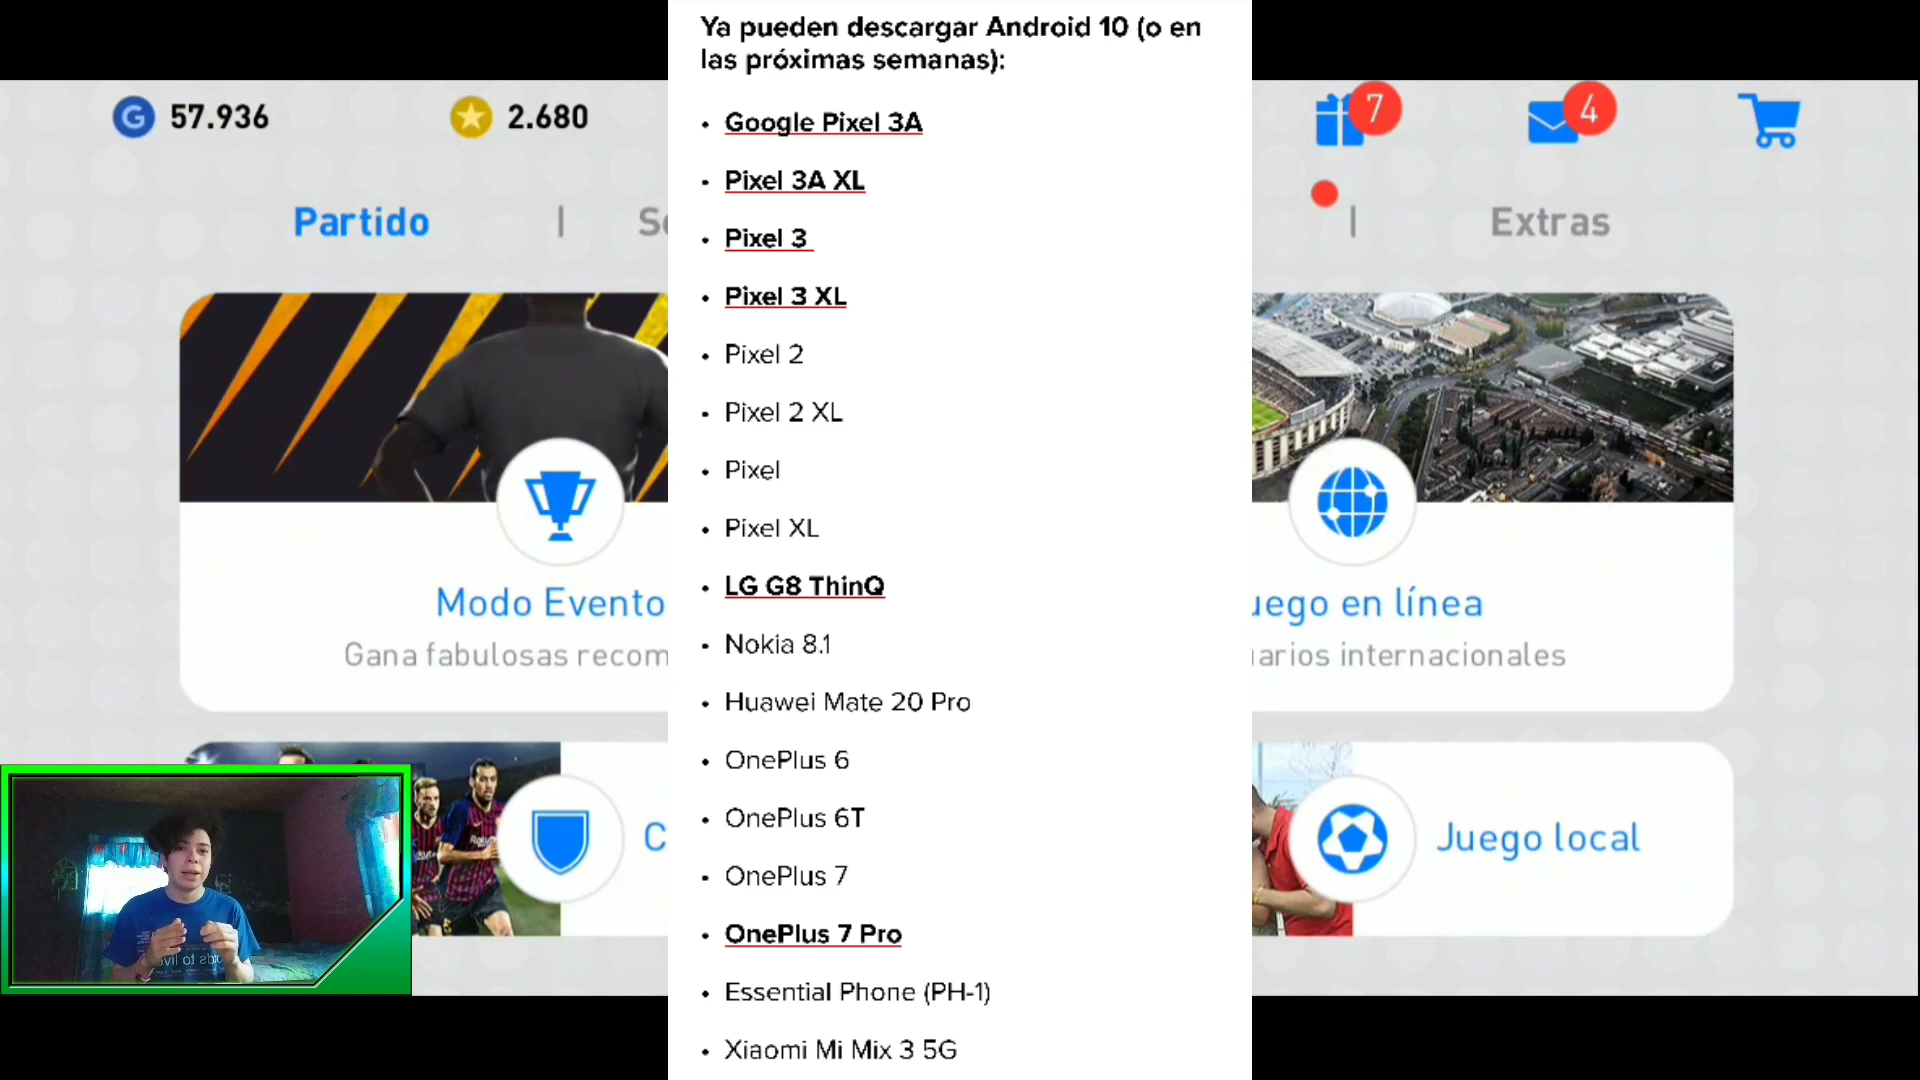 Ya pueden descargar Android 10 (o en
las próximas semanas):
• Google Pixel 3A
• Pixel 3A XL
• Pixel 3
• Pixel 3 XL
• Pixel 2
• Pixel 2 XL
• Pixel
• Pixel XL
• LG G8 ThinQ
• Nokia 8.1
• Huawei Mate 20 Pro
• OnePlus 6
• OnePlus 6T
• OnePlus 7
• OnePlus 7 Pro
• Essential Phone (PH-1)
• Xiaomi Mi Mix 3 5G
G 57.936
2.680
7
4
Partido
|
| Extras
Modo Evento
Gana fabulosas recom
uego en línea
arios internacionales
C
Juego local